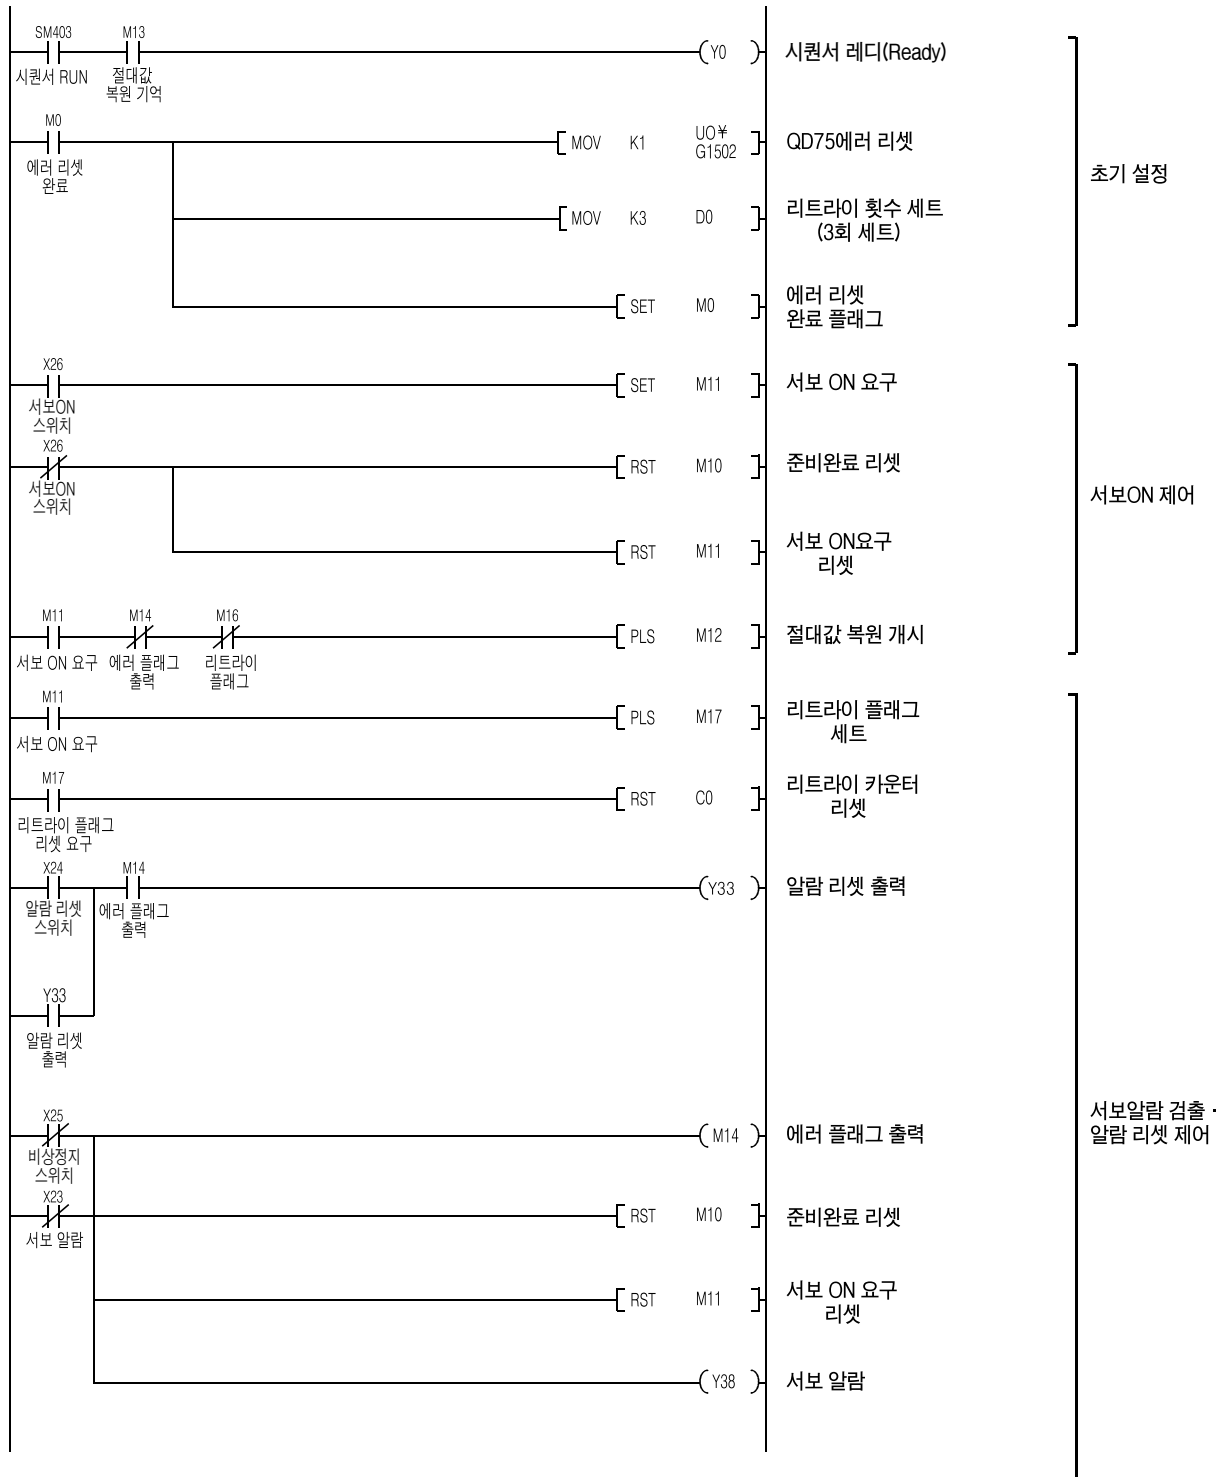 SM403 M13
Y0 시퀀서 레디(Ready)
시퀀서 RUN 절대값
복원 기억
M0
MOV K1 UO¥
G1502
QD75에러 리셋
에러 리셋
완료
초기 설정
MOV K3 D0
리트라이 횟수 세트
(3회 세트)
SET M0
에러 리셋
완료 플래그
X26
SET M11 서보 ON 요구
서보ON
스위치
X26
RST M10 준비완료 리셋
서보ON
스위치
서보ON 제어
RST M11
서보 ON요구
리셋
M11 M14 M16
PLS M12 절대값 복원 개시
서보 ON 요구 에러 플래그 리트라이
출력 플래그
M11
PLS M17
리트라이 플래그
세트
서보 ON 요구
M17
RST C0
리트라이 카운터
리셋
리트라이 플래그
리셋 요구
X24 M14
Y33 알람 리셋 출력
알람 리셋 에러 플래그
스위치 출력
Y33
알람 리셋
출력
X25
M14 에러 플래그 출력
서보알람 검출 ·
알람 리셋 제어
비상정지
스위치
X23
RST M10 준비완료 리셋
서보 알람
RST M11
서보 ON 요구
리셋
Y38 서보 알람